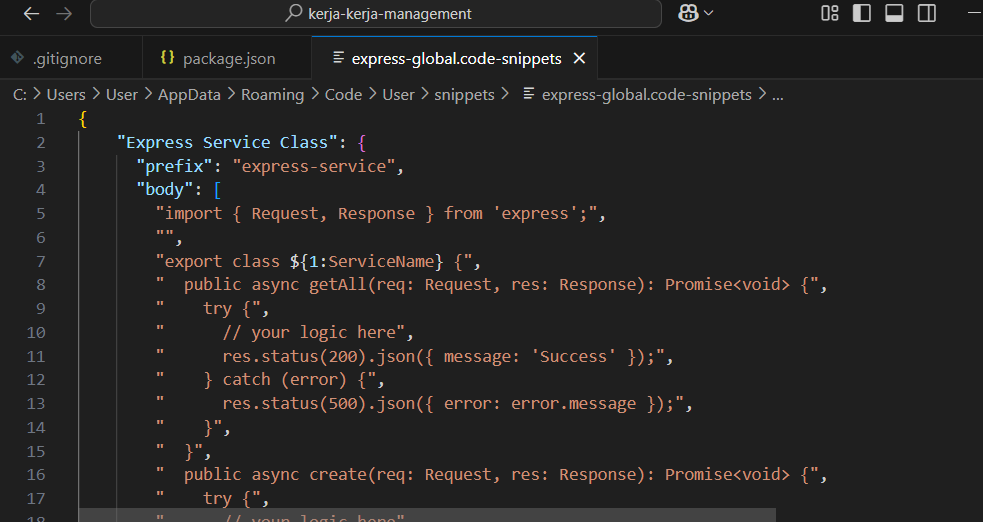 kerja-kerja-management
.gitignore
package.json
express-global.code-snippets
C: > Users > User > AppData > Roaming > Code > User > snippets > express-global.code-snippets > ...
1 {
2 "Express Service Class": {
3 "prefix": "express-service",
4 "body": [
5 "import { Request, Response } from 'express';",
6 "",
7 "export class ${1:ServiceName} {",
8 "  public async getAll(req: Request, res: Response): Promise<void> {",
9 "    try {",
10 "      // your logic here",
11 "      res.status(200).json({ message: 'Success' });",
12 "    } catch (error) {",
13 "      res.status(500).json({ error: error.message });",
14 "    }",
15 "  }",
16 "  public async create(req: Request, res: Response): Promise<void> {",
17 "    try {",
18 "      // your logic here"